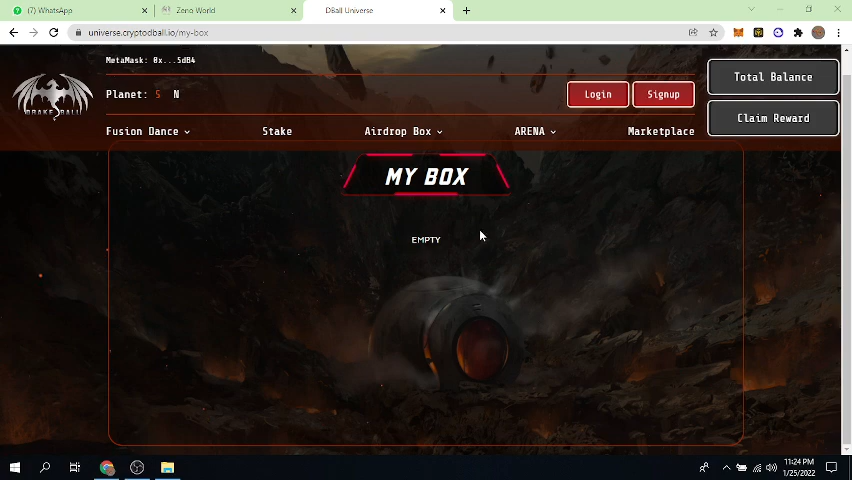 (7) WhatsApp
Zeno World
DBall Universe
universe.cryptodball.io/my-box
MetaMask: 0x...5dB4
DRAKE BALL
Planet: 5 N
Login
Signup
Total Balance
Claim Reward
Fusion Dance
Stake
Airdrop Box
ARENA
Marketplace
MY BOX
EMPTY
11:24 PM
1/25/2022